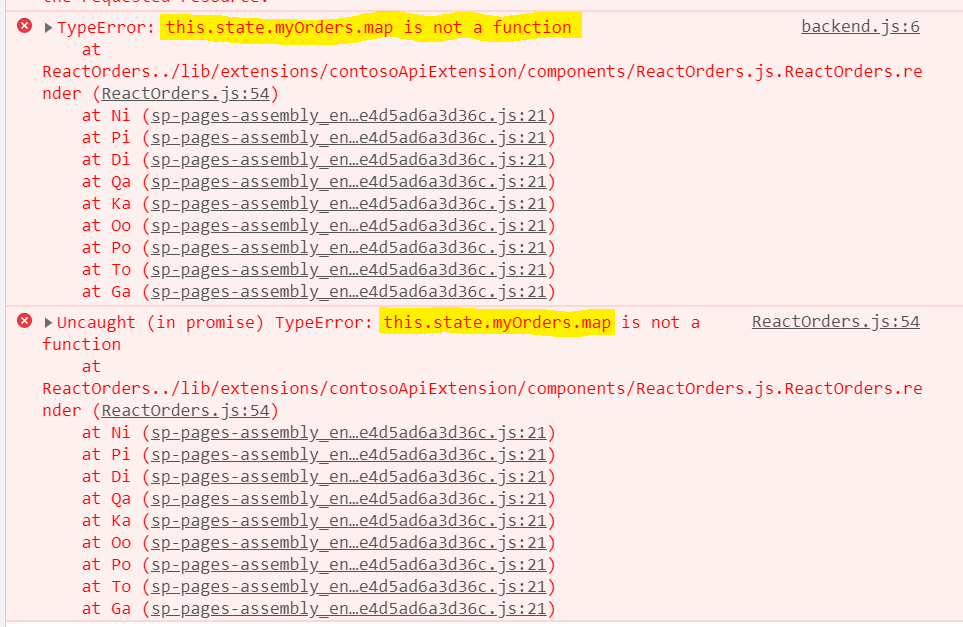 the requested resource.
TypeError: this.state.myOrders.map is not a function backend.js:6
at
ReactOrders../lib/extensions/contosoApiExtension/components/ReactOrders.js.ReactOrders.re
nder (ReactOrders.js:54)
at Ni (sp-pages-assembly_en…e4d5ad6a3d36c.js:21)
at Pi (sp-pages-assembly_en…e4d5ad6a3d36c.js:21)
at Di (sp-pages-assembly_en…e4d5ad6a3d36c.js:21)
at Qa (sp-pages-assembly_en…e4d5ad6a3d36c.js:21)
at Ka (sp-pages-assembly_en…e4d5ad6a3d36c.js:21)
at Oo (sp-pages-assembly_en…e4d5ad6a3d36c.js:21)
at Po (sp-pages-assembly_en…e4d5ad6a3d36c.js:21)
at To (sp-pages-assembly_en…e4d5ad6a3d36c.js:21)
at Ga (sp-pages-assembly_en…e4d5ad6a3d36c.js:21)
Uncaught (in promise) TypeError: this.state.myOrders.map is not a ReactOrders.js:54
function
at
ReactOrders../lib/extensions/contosoApiExtension/components/ReactOrders.js.ReactOrders.re
nder (ReactOrders.js:54)
at Ni (sp-pages-assembly_en…e4d5ad6a3d36c.js:21)
at Pi (sp-pages-assembly_en…e4d5ad6a3d36c.js:21)
at Di (sp-pages-assembly_en…e4d5ad6a3d36c.js:21)
at Qa (sp-pages-assembly_en…e4d5ad6a3d36c.js:21)
at Ka (sp-pages-assembly_en…e4d5ad6a3d36c.js:21)
at Oo (sp-pages-assembly_en…e4d5ad6a3d36c.js:21)
at Po (sp-pages-assembly_en…e4d5ad6a3d36c.js:21)
at To (sp-pages-assembly_en…e4d5ad6a3d36c.js:21)
at Ga (sp-pages-assembly_en…e4d5ad6a3d36c.js:21)